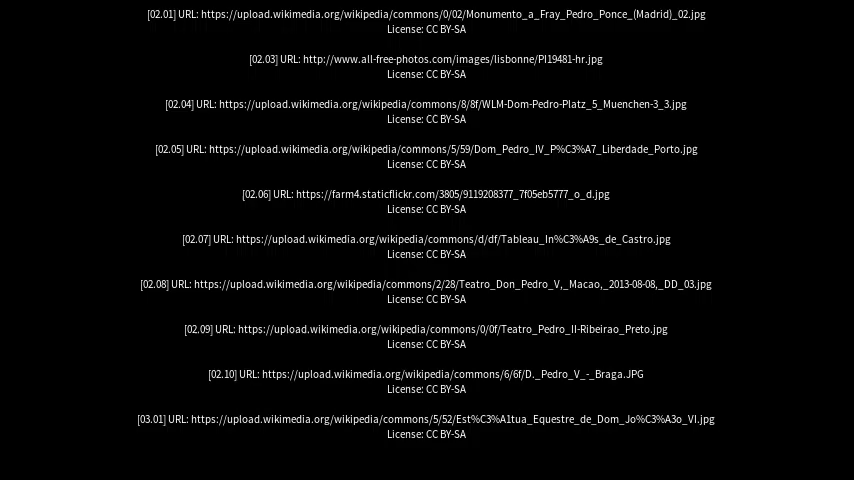 [02.01] URL: https://upload.wikimedia.org/wikipedia/commons/0/02/Monumento_a_Fray_Pedro_Ponce_(Madrid)_02.jpg
License: CC BY-SA
[02.03] URL: http://www.all-free-photos.com/images/lisbonne/PI19481-hr.jpg
License: CC BY-SA
[02.04] URL: https://upload.wikimedia.org/wikipedia/commons/8/8f/WLM-Dom-Pedro-Platz_5_Muenchen-3_3.jpg
License: CC BY-SA
[02.05] URL: https://upload.wikimedia.org/wikipedia/commons/5/59/Dom_Pedro_IV_P%C3%A7_Liberdade_Porto.jpg
License: CC BY-SA
[02.06] URL: https://farm4.staticflickr.com/3805/9119208377_7f05eb5777_o_d.jpg
License: CC BY-SA
[02.07] URL: https://upload.wikimedia.org/wikipedia/commons/d/df/Tableau_In%C3%A9s_de_Castro.jpg
License: CC BY-SA
[02.08] URL: https://upload.wikimedia.org/wikipedia/commons/2/28/Teatro_Don_Pedro_V,_Macao,_2013-08-08,_DD_03.jpg
License: CC BY-SA
[02.09] URL: https://upload.wikimedia.org/wikipedia/commons/0/0f/Teatro_Pedro_II-Ribeirao_Preto.jpg
License: CC BY-SA
[02.10] URL: https://upload.wikimedia.org/wikipedia/commons/6/6f/D._Pedro_V_-_Braga.JPG
License: CC BY-SA
[03.01] URL: https://upload.wikimedia.org/wikipedia/commons/5/52/Est%C3%A1tua_Equestre_de_Dom_Jo%C3%A3o_VI.jpg
License: CC BY-SA